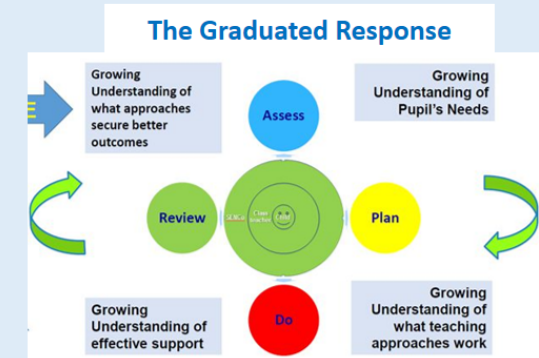 The Graduated Response
Growing
Understanding of
what approaches
secure better
outcomes
Growing
Understanding of
Pupil's Needs
Assess
Review
Plan
Do
Growing
Understanding of
effective support
Growing
Understanding of
what teaching
approaches work